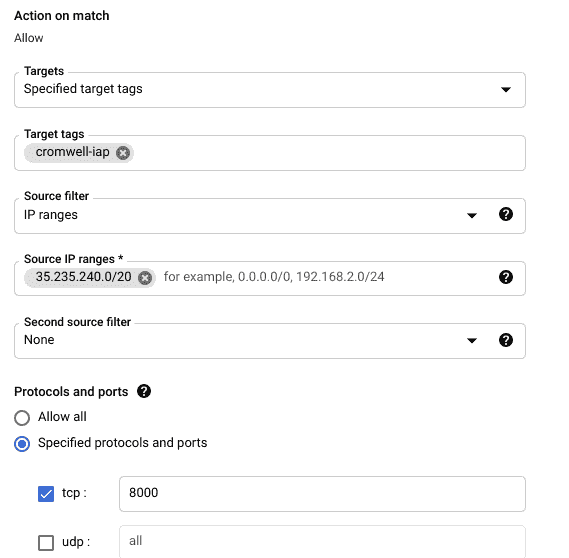 Action on match
Allow
Targets
Specified target tags
Target tags
cromwell-iap
Source filter
IP ranges
Source IP ranges *
35.235.240.0/20 for example, 0.0.0.0/0, 192.168.2.0/24
Second source filter
None
Protocols and ports
Allow all
Specified protocols and ports
tcp : 8000
udp : all